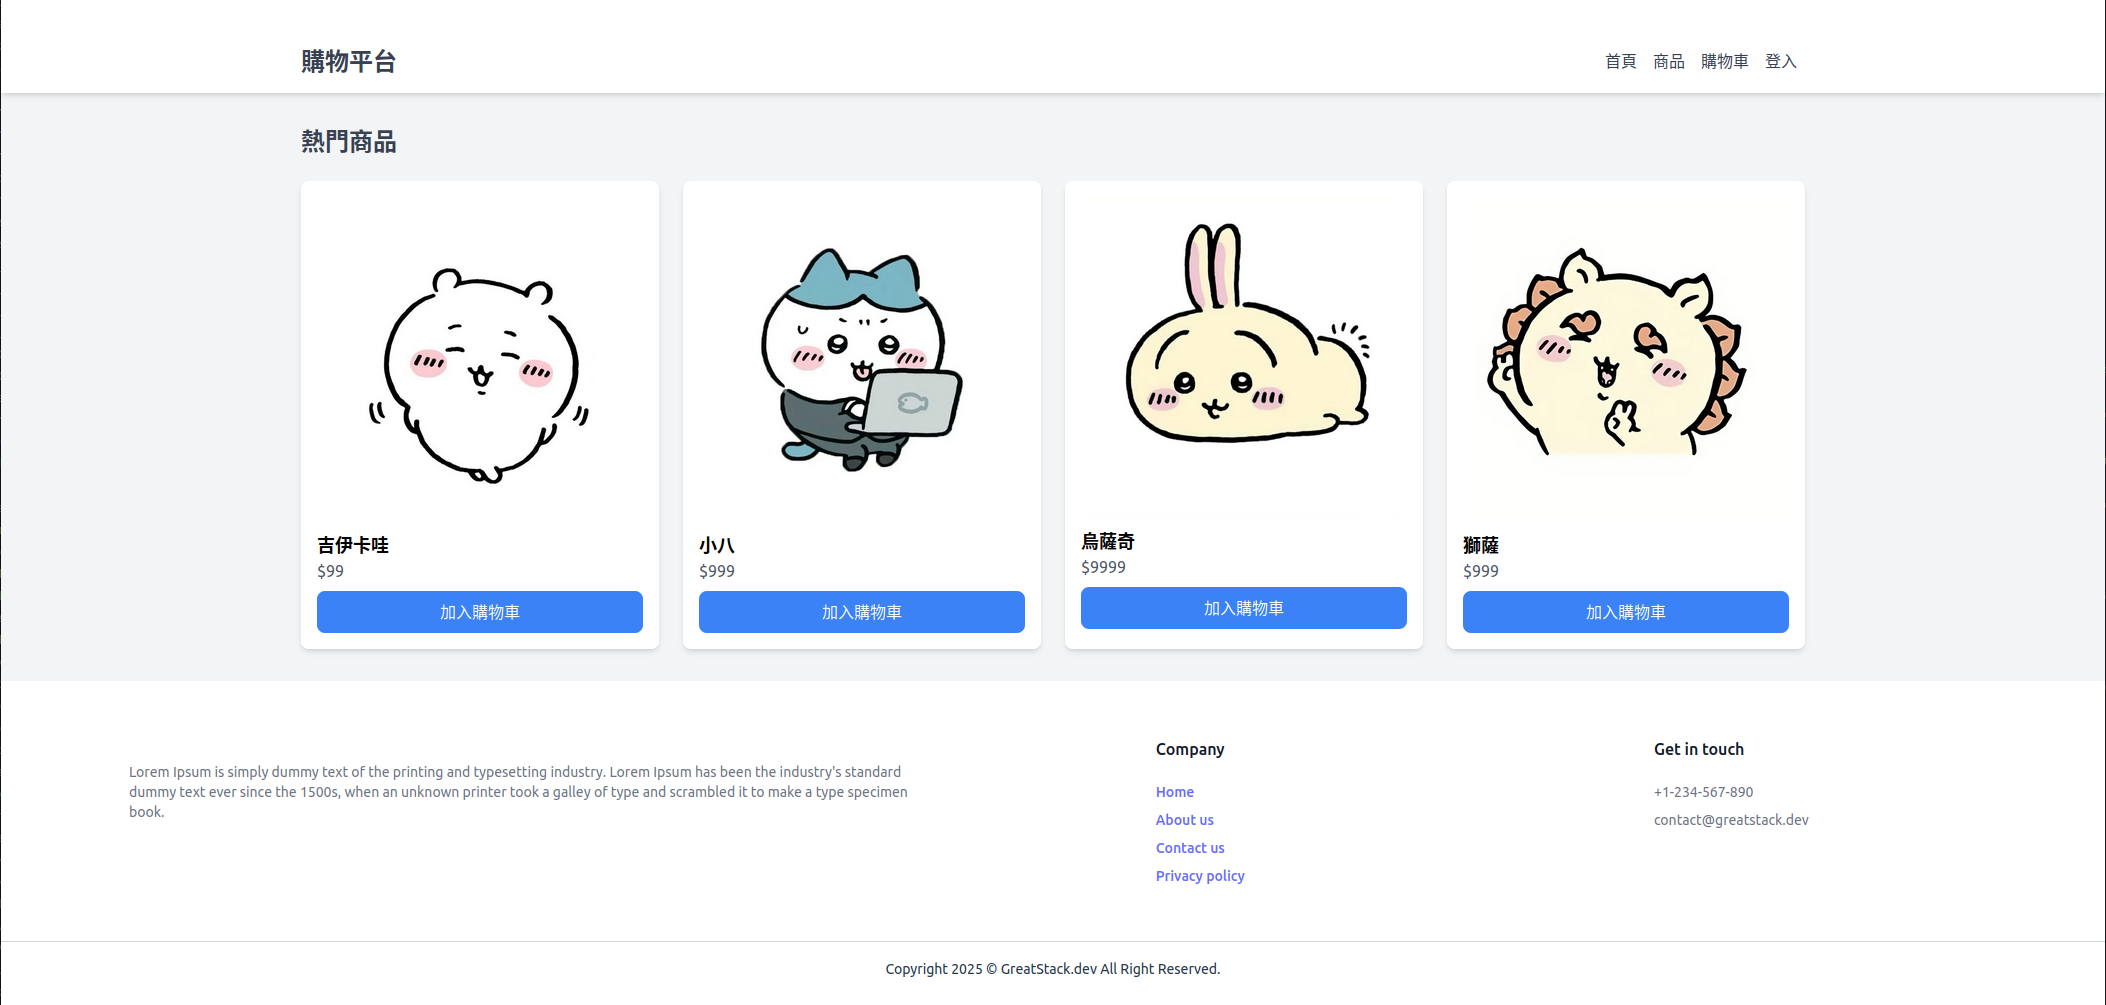 購物平台
首頁 商品 購物車 登入
熱門商品
吉伊卡哇
$99
加入購物車
小八
$999
加入購物車
烏薩奇
$9999
加入購物車
獅薩
$999
加入購物車
Lorem Ipsum is simply dummy text of the printing and typesetting industry. Lorem Ipsum has been the industry's standard
dummy text ever since the 1500s, when an unknown printer took a galley of type and scrambled it to make a type specimen
book.
Company
Home
About us
Contact us
Privacy policy
Get in touch
+1-234-567-890
contact@greatstack.dev
Copyright 2025 © GreatStack.dev All Right Reserved.